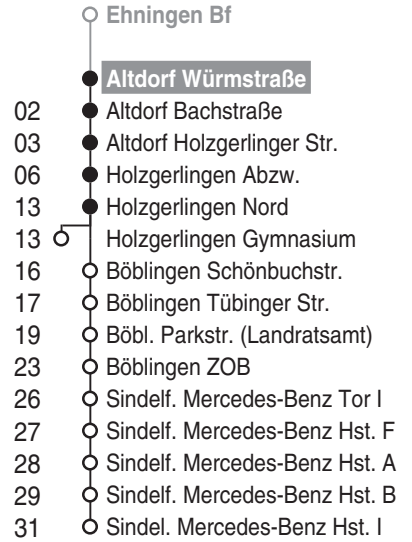 Ehningen Bf
Altdorf Würmstraße
02 Altdorf Bachstraße
03 Altdorf Holzgerlinger Str.
06 Holzgerlingen Abzw.
13 Holzgerlingen Nord
13 Holzgerlingen Gymnasium
16 Böblingen Schönbuchstr.
17 Böblingen Tübinger Str.
19 Böbl. Parkstr. (Landratsamt)
23 Böblingen ZOB
26 Sindelf. Mercedes-Benz Tor I
27 Sindelf. Mercedes-Benz Hst. F
28 Sindelf. Mercedes-Benz Hst. A
29 Sindelf. Mercedes-Benz Hst. B
31 Sindel. Mercedes-Benz Hst. I